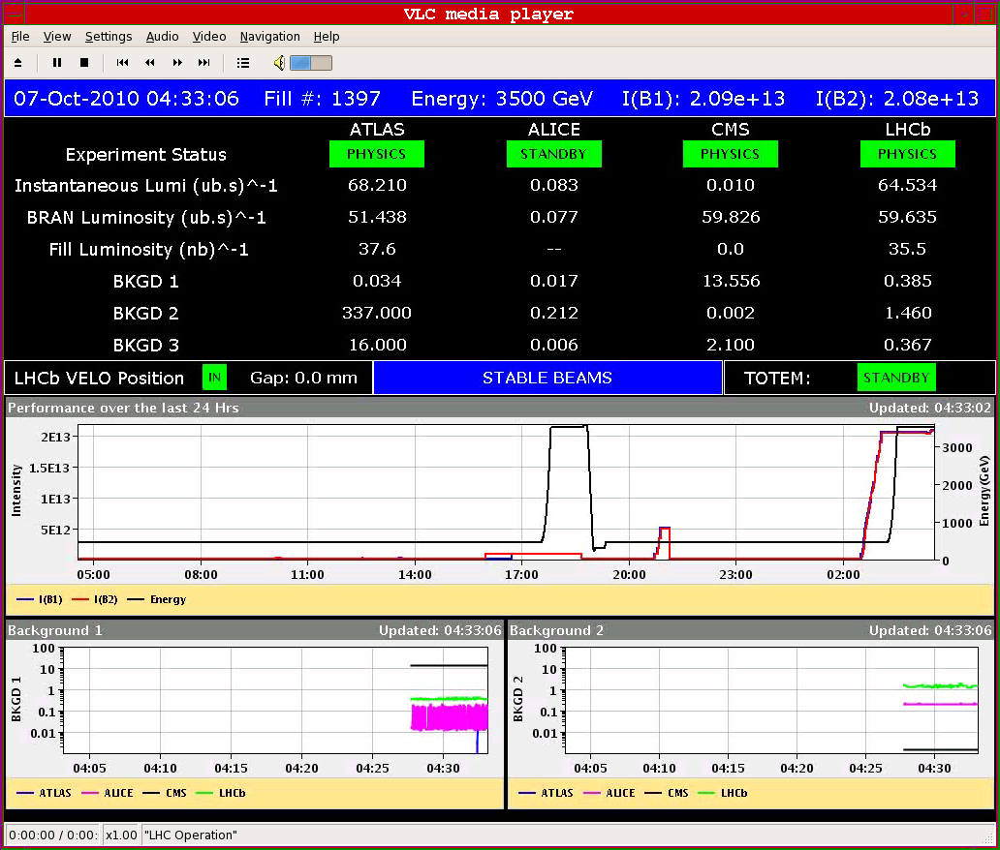 VLC media player
File View Settings Audio Video Navigation Help
07-Oct-2010 04:33:06 Fill #: 1397 Energy: 3500 GeV I(B1): 2.09e+13 I(B2): 2.08e+13
ATLAS ALICE CMS LHCb
Experiment Status PHYSICS STANDBY PHYSICS PHYSICS
Instantaneous Lumi (ub.s)^-1 68.210 0.083 0.010 64.534
BRAN Luminosity (ub.s)^-1 51.438 0.077 59.826 59.635
Fill Luminosity (nb)^-1 37.6 -- 0.0 35.5
BKGD 1 0.034 0.017 13.556 0.385
BKGD 2 337.000 0.212 0.002 1.460
BKGD 3 16.000 0.006 2.100 0.367
LHCb VELO Position IN Gap: 0.0 mm STABLE BEAMS TOTEM: STANDBY
Performance over the last 24 Hrs Updated: 04:33:02
Intensity
2E13
1.5E13
1E13
5E12
3000
2000
1000
0
Energy(GeV)
05:00 08:00 11:00 14:00 17:00 20:00 23:00 02:00
I(B1) I(B2) Energy
Background 1 Updated: 04:33:06
BKGD 1
100
10
1
0.1
0.01
04:05 04:10 04:15 04:20 04:25 04:30
ATLAS ALICE CMS LHCb
Background 2 Updated: 04:33:06
BKGD 2
100
10
1
0.1
0.01
04:05 04:10 04:15 04:20 04:25 04:30
ATLAS ALICE CMS LHCb
0:00:00 / 0:00: x1.00 "LHC Operation"